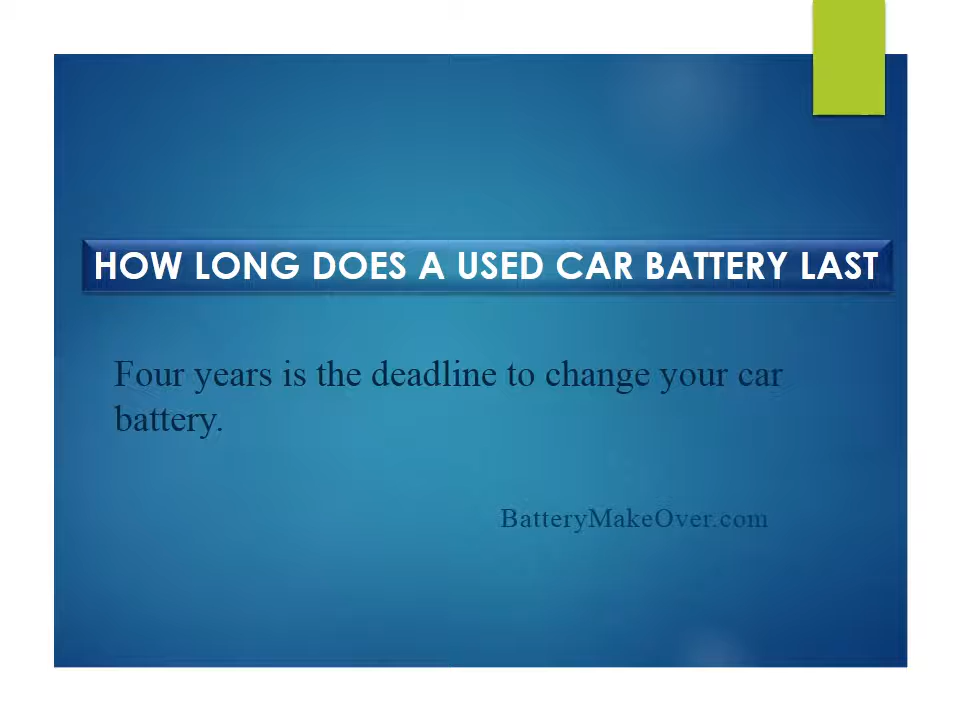 HOW LONG DOES A USED CAR BATTERY LAST
Four years is the deadline to change your car
battery.
BatteryMakeOver.com